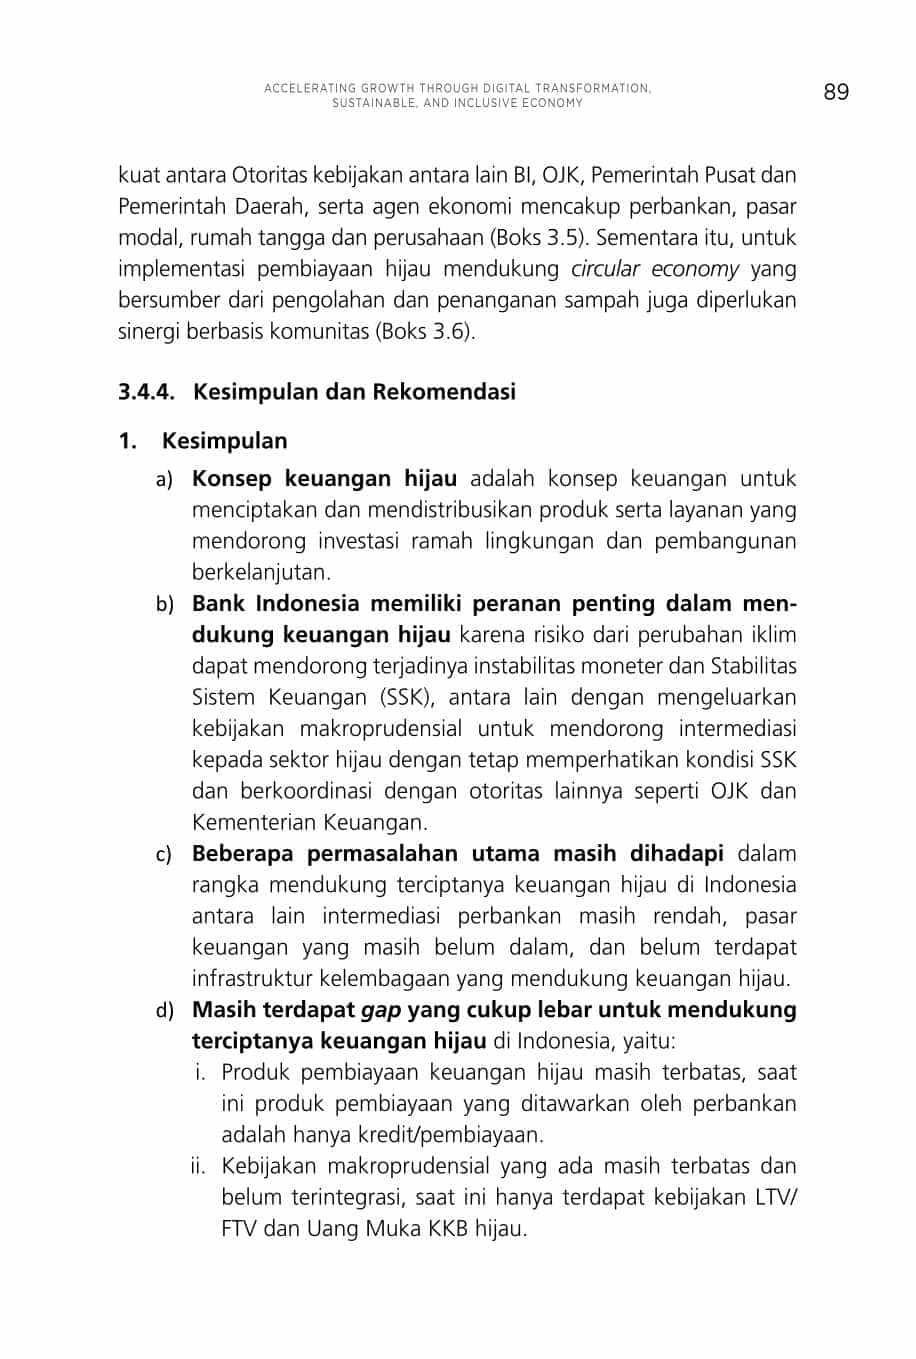 ACCELERATING GROWTH THROUGH DIGITAL TRANSFORMATION,
SUSTAINABLE, AND INCLUSIVE ECONOMY
89
kuat antara Otoritas kebijakan antara lain BI, OJK, Pemerintah Pusat dan
Pemerintah Daerah, serta agen ekonomi mencakup perbankan, pasar
modal, rumah tangga dan perusahaan (Boks 3.5). Sementara itu, untuk
implementasi pembiayaan hijau mendukung circular economy yang
bersumber dari pengolahan dan penanganan sampah juga diperlukan
sinergi berbasis komunitas (Boks 3.6).
3.4.4. Kesimpulan dan Rekomendasi
1. Kesimpulan
a) Konsep keuangan hijau adalah konsep keuangan untuk
menciptakan dan mendistribusikan produk serta layanan yang
mendorong investasi ramah lingkungan dan pembangunan
berkelanjutan.
b) Bank Indonesia memiliki peranan penting dalam men-
dukung keuangan hijau karena risiko dari perubahan iklim
dapat mendorong terjadinya instabilitas moneter dan Stabilitas
Sistem Keuangan (SSK), antara lain dengan mengeluarkan
kebijakan makroprudensial untuk mendorong intermediasi
kepada sektor hijau dengan tetap memperhatikan kondisi SSK
dan berkoordinasi dengan otoritas lainnya seperti OJK dan
Kementerian Keuangan.
c) Beberapa permasalahan utama masih dihadapi dalam
rangka mendukung terciptanya keuangan hijau di Indonesia
antara lain intermediasi perbankan masih rendah, pasar
keuangan yang masih belum dalam, dan belum terdapat
infrastruktur kelembagaan yang mendukung keuangan hijau.
d) Masih terdapat gap yang cukup lebar untuk mendukung
terciptanya keuangan hijau di Indonesia, yaitu:
i. Produk pembiayaan keuangan hijau masih terbatas, saat
ini produk pembiayaan yang ditawarkan oleh perbankan
adalah hanya kredit/pembiayaan.
ii. Kebijakan makroprudensial yang ada masih terbatas dan
belum terintegrasi, saat ini hanya terdapat kebijakan LTV/
FTV dan Uang Muka KKB hijau.